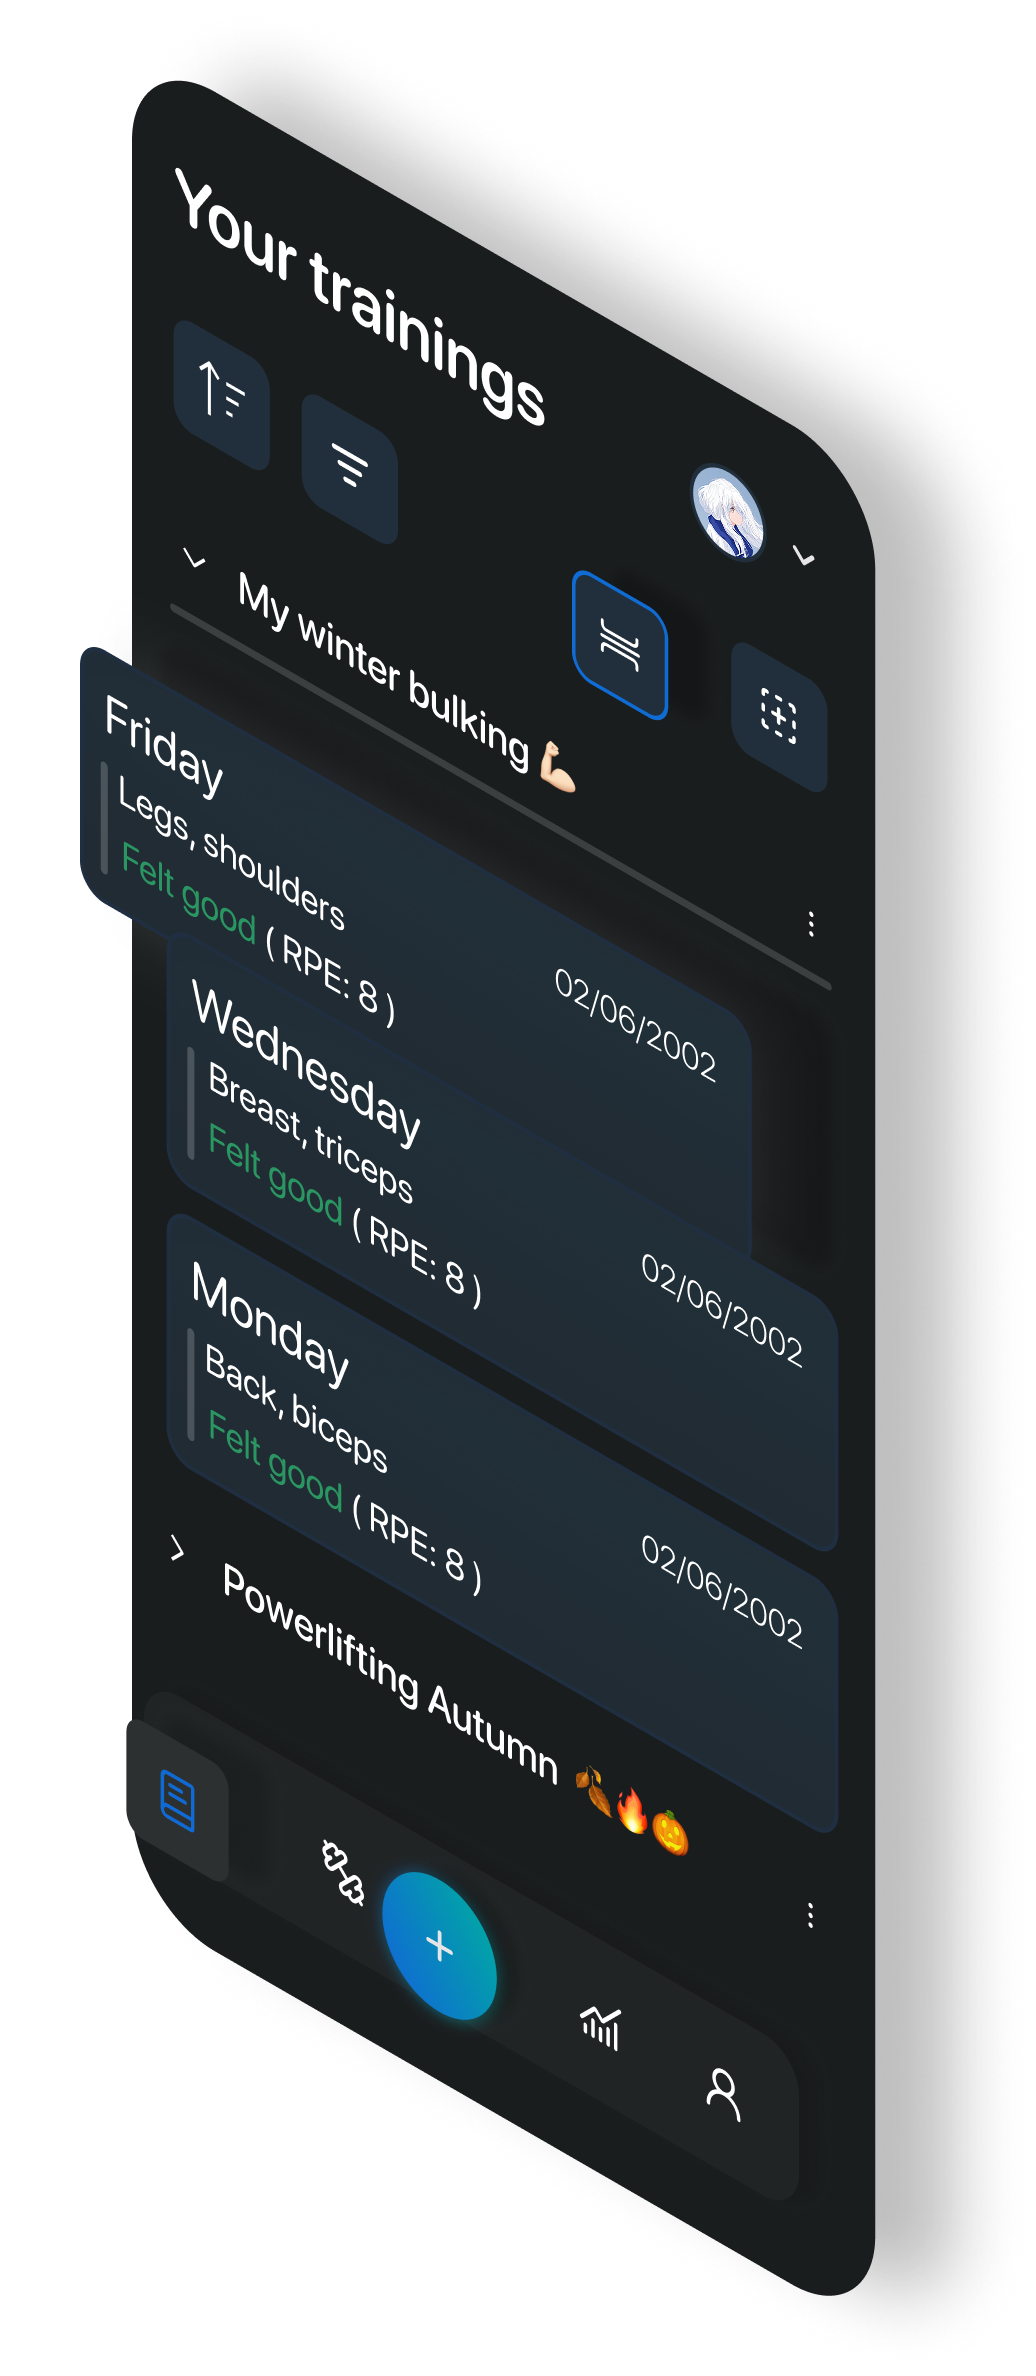 Your trainings
My winter bulking 💪🏻
Friday
02/06/2002
Legs, shoulders
Felt good ( RPE: 8 )
Wednesday
02/06/2002
Breast, triceps
Felt good ( RPE: 8 )
Monday
02/06/2002
Back, biceps
Felt good ( RPE: 8 )
Powerlifting Autumn 🍂🔥🎃